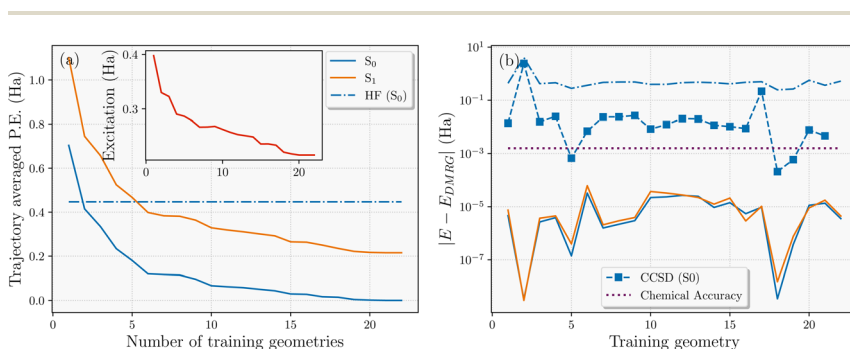 (a)
Trajectory averaged P.E. (Ha)
1.0
0.8
0.6
0.4
0.2
0.0
0
5
10
15
20
Number of training geometries
Excitation (Ha)
0.4
0.3
0
10
20
S₀
S₁
HF (S₀)
(b)
|E − E_DMRG| (Ha)
10¹
10⁻¹
10⁻³
10⁻⁵
10⁻⁷
0
5
10
15
20
Training geometry
CCSD (S0)
Chemical Accuracy